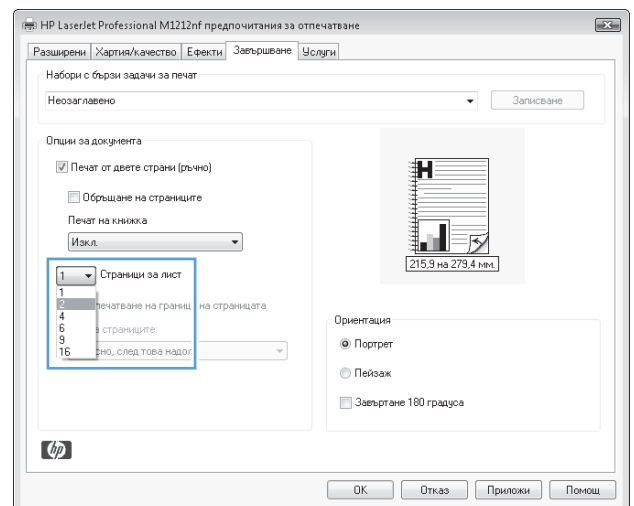 HP LaserJet Professional M1212nf предпочитания за отпечатване
Разширени Хартия/качество Ефекти Завършване Услуги
Набори с бързи задачи за печат
Неозаглавено Записване
Опции за документа
Печат от двете страни (ръчно)
Обръщане на страниците
Печат на книжка
Изкл.
1 Страници за лист
1
2 печатване на границ на страницата
4
6 а страниците:
9
16 сно, след това надол
215,9 на 279,4 мм.
Ориентация
Портрет
Пейзаж
Завъртане 180 градуса
hp
OK Отказ Приложи Помощ